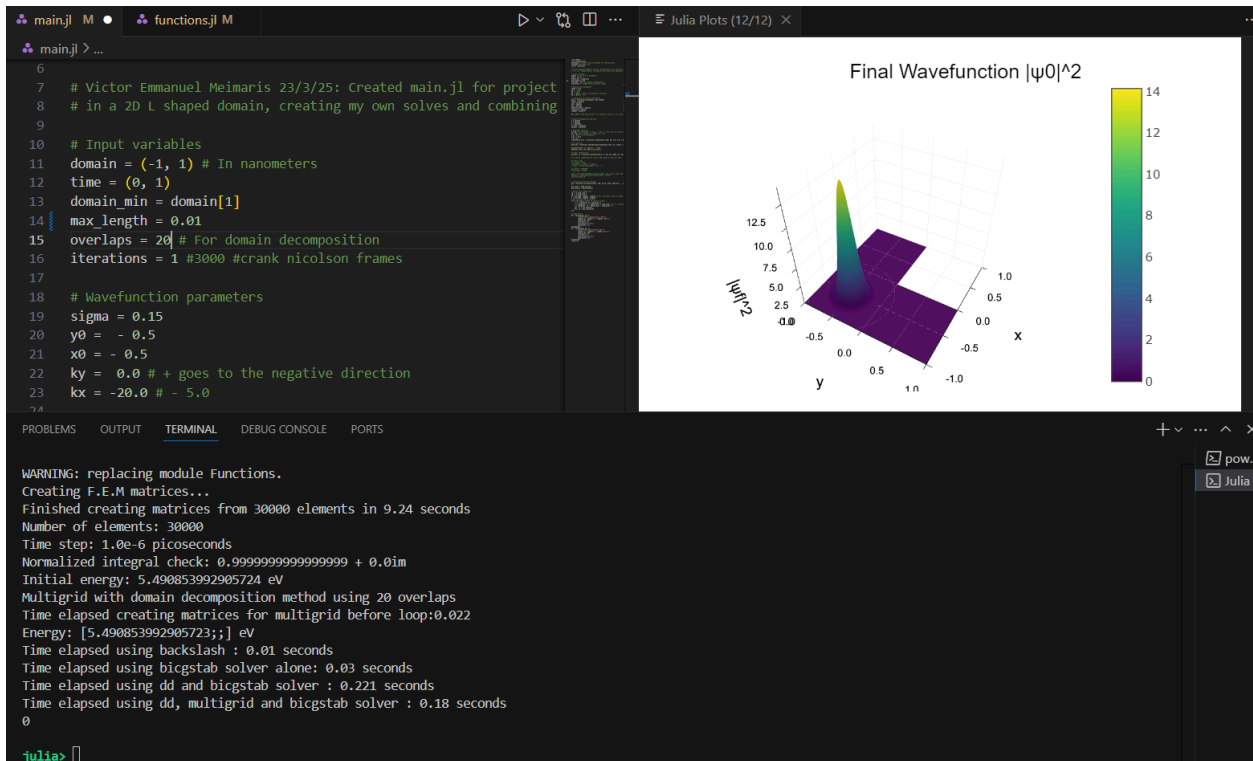 main.jl M
functions.jl M
Julia Plots (12/12)
main.jl > ...
6
7 # Victor Emmanuel Meimaris 23/3/25: Created main.jl for project
8 # in a 2D L shaped domain, creating my own solves and combining
9
10 # Input variables
11 domain = (-1, 1) # In nanometers
12 time = (0, 1)
13 domain_min = domain[1]
14 max_length = 0.01
15 overlaps = 20 # For domain decomposition
16 iterations = 1 #3000 #crank nicolson frames
17
18 # Wavefunction parameters
19 sigma = 0.15
20 y0 = - 0.5
21 x0 = - 0.5
22 ky = 0.0 # + goes to the negative direction
23 kx = -20.0 # - 5.0
24
Final Wavefunction |ψ0|^2
14
12
10
8
6
4
2
0
12.5
10.0
7.5
5.0
2.5
|ψf|^2
-0.5
0.0
0.5
1.0
y
1.0
0.5
0.0
-0.5
-1.0
x
PROBLEMS OUTPUT TERMINAL DEBUG CONSOLE PORTS
pow.
Julia
WARNING: replacing module Functions.
Creating F.E.M matrices...
Finished creating matrices from 30000 elements in 9.24 seconds
Number of elements: 30000
Time step: 1.0e-6 picoseconds
Normalized integral check: 0.9999999999999999 + 0.0im
Initial energy: 5.490853992905724 eV
Multigrid with domain decomposition method using 20 overlaps
Time elapsed creating matrices for multigrid before loop:0.022
Energy: [5.490853992905723;;] eV
Time elapsed using backslash : 0.01 seconds
Time elapsed using bicgstab solver alone: 0.03 seconds
Time elapsed using dd and bicgstab solver : 0.221 seconds
Time elapsed using dd, multigrid and bicgstab solver : 0.18 seconds
0
julia>